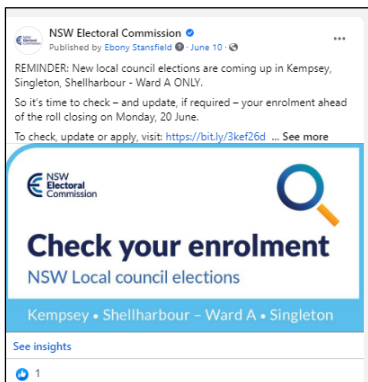 NSW Electoral Commission
Published by Ebony Stansfield · June 10 ·
REMINDER: New local council elections are coming up in Kempsey,
Singleton, Shellharbour - Ward A ONLY.
So it's time to check – and update, if required – your enrolment ahead
of the roll closing on Monday, 20 June.
To check, update or apply, visit: https://bit.ly/3kef26d ... See more
NSW
Electoral
Commission
Check your enrolment
NSW Local council elections
Kempsey • Shellharbour – Ward A • Singleton
See insights
1